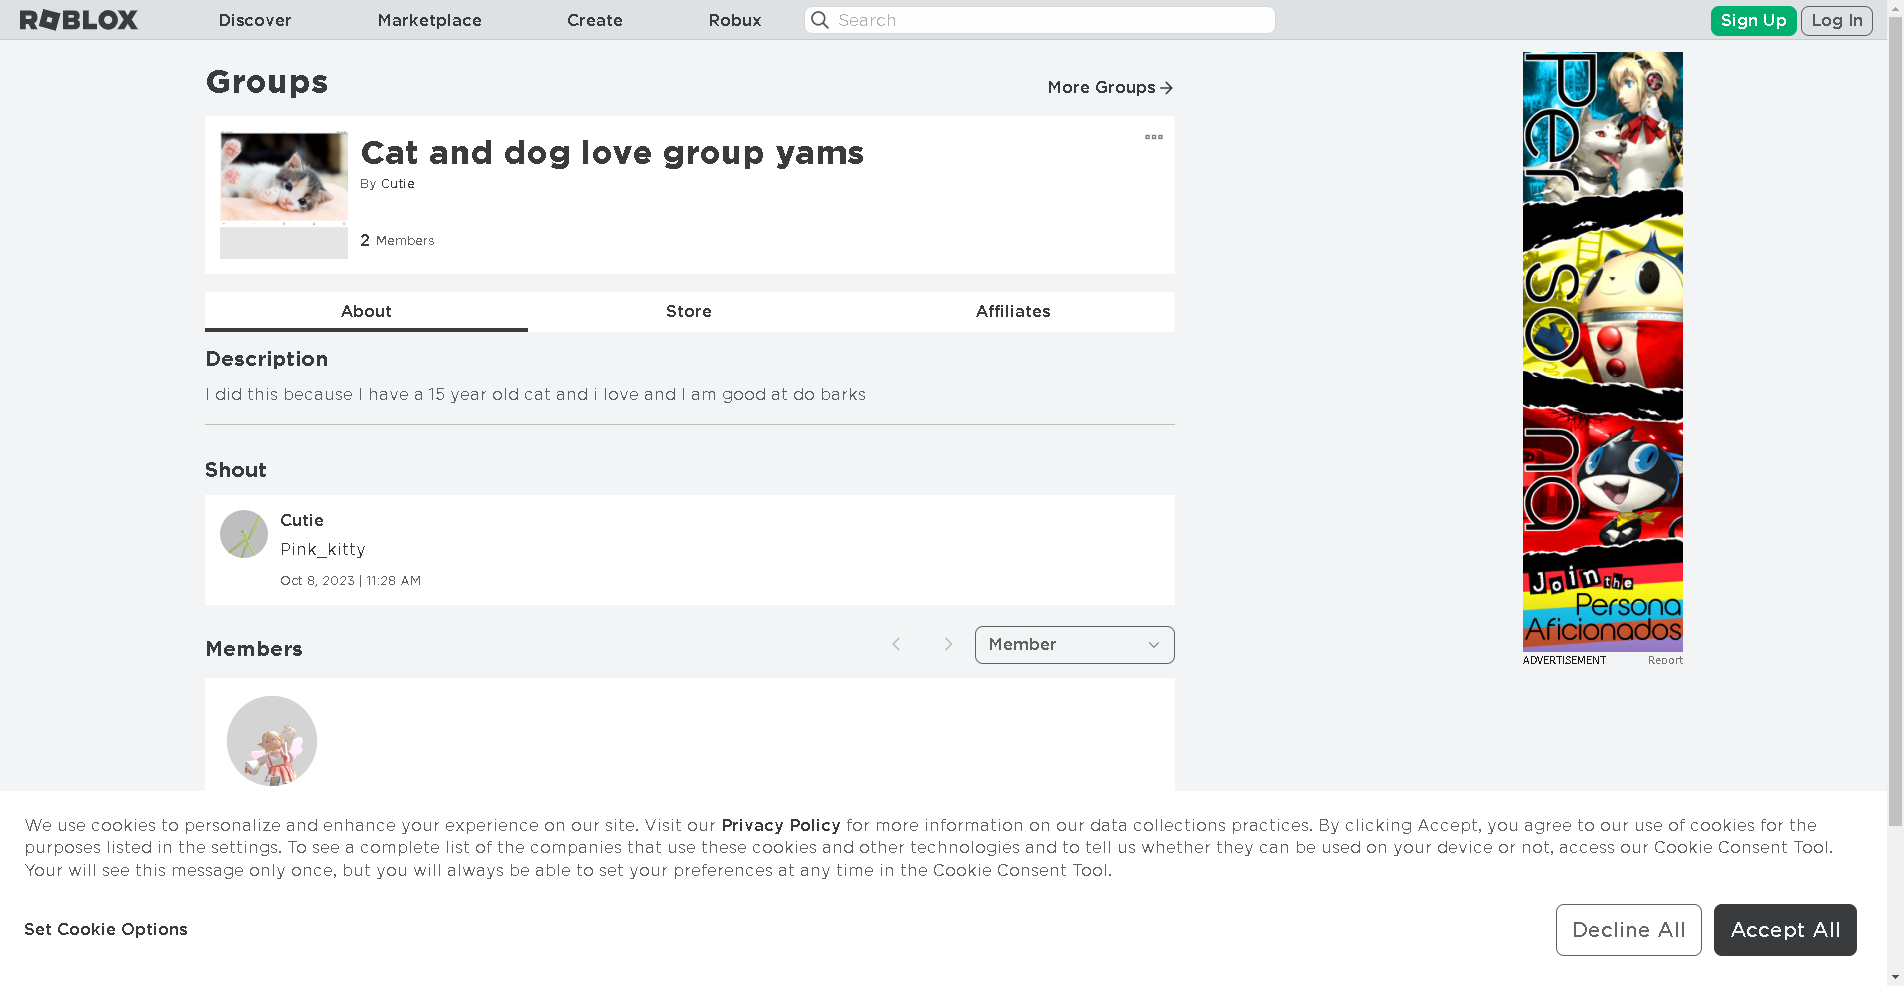 ROBLOX
Discover
Marketplace
Create
Robux
Search
Sign Up
Log In
Groups
More Groups
Cat and dog love group yams
By Cutie
2 Members
About
Store
Affiliates
Description
I did this because I have a 15 year old cat and i love and I am good at do barks
Shout
Cutie
Pink_kitty
Oct 8, 2023 | 11:28 AM
Members
Member
Persona
Join the
Persona
Aficionados
ADVERTISEMENT
Report
We use cookies to personalize and enhance your experience on our site. Visit our Privacy Policy for more information on our data collections practices. By clicking Accept, you agree to our use of cookies for the
purposes listed in the settings. To see a complete list of the companies that use these cookies and other technologies and to tell us whether they can be used on your device or not, access our Cookie Consent Tool.
Your will see this message only once, but you will always be able to set your preferences at any time in the Cookie Consent Tool.
Set Cookie Options
Decline All
Accept All